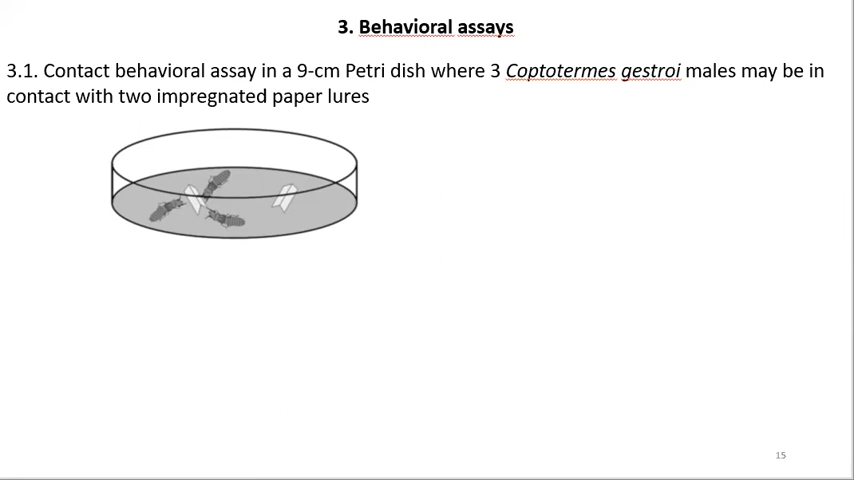 3. Behavioral assays
3.1. Contact behavioral assay in a 9-cm Petri dish where 3 Coptotermes gestroi males may be in
contact with two impregnated paper lures
15